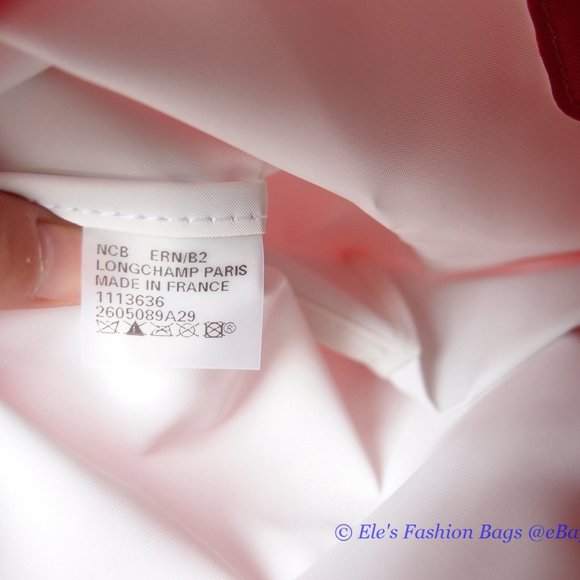 NCB ERN/B2
LONGCHAMP PARIS
MADE IN FRANCE
1113636
2605089A29
®
© Ele's Fashion Bags @eBa